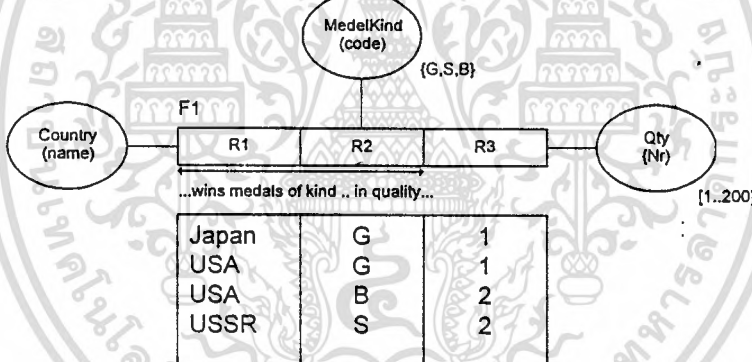 MedelKind
(code)
{G,S,B}
F1
Country
(name)
R1 R2 R3
Qty
(Nr)
[1..200]
...wins medals of kind .. in quality...
Japan G 1
USA G 1
USA B 2
USSR S 2